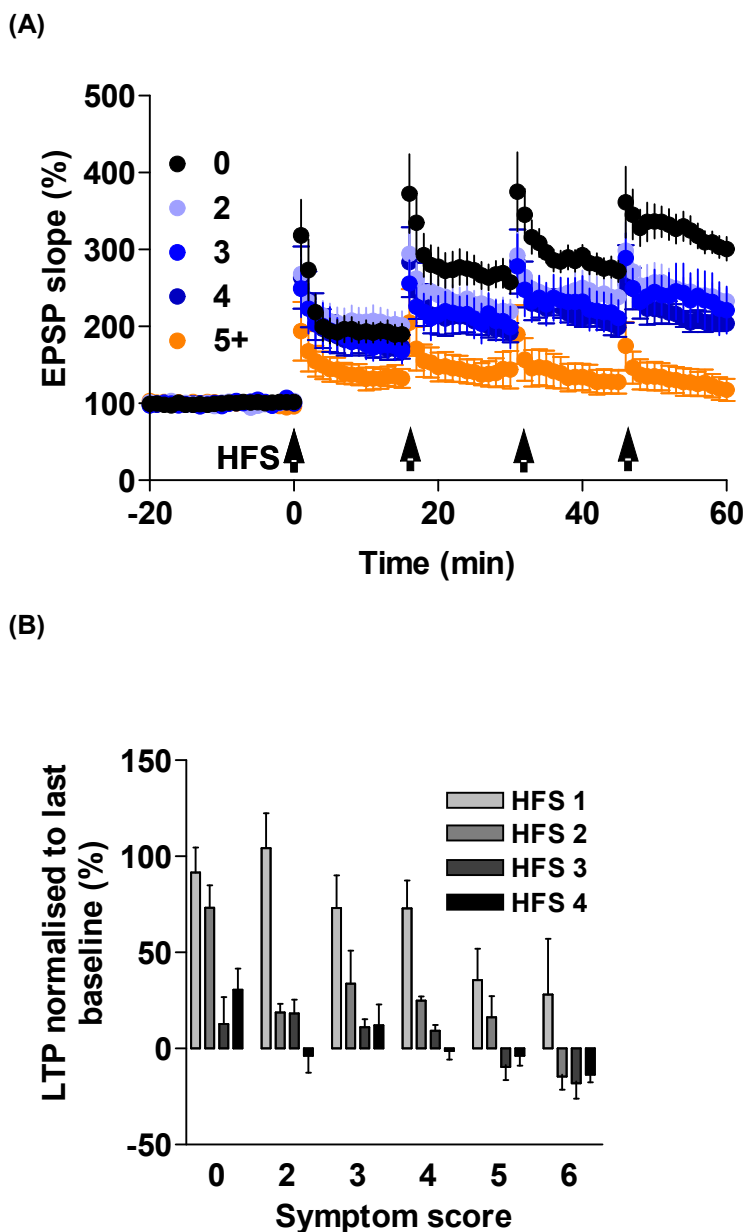 (A)
500
400
300
200
100
0
EPSP slope (%)
0
2
3
4
5+
HFS
-20
0
20
40
60
Time (min)
(B)
150
100
50
0
-50
LTP normalised to last
baseline (%)
HFS 1
HFS 2
HFS 3
HFS 4
0
2
3
4
5
6
Symptom score